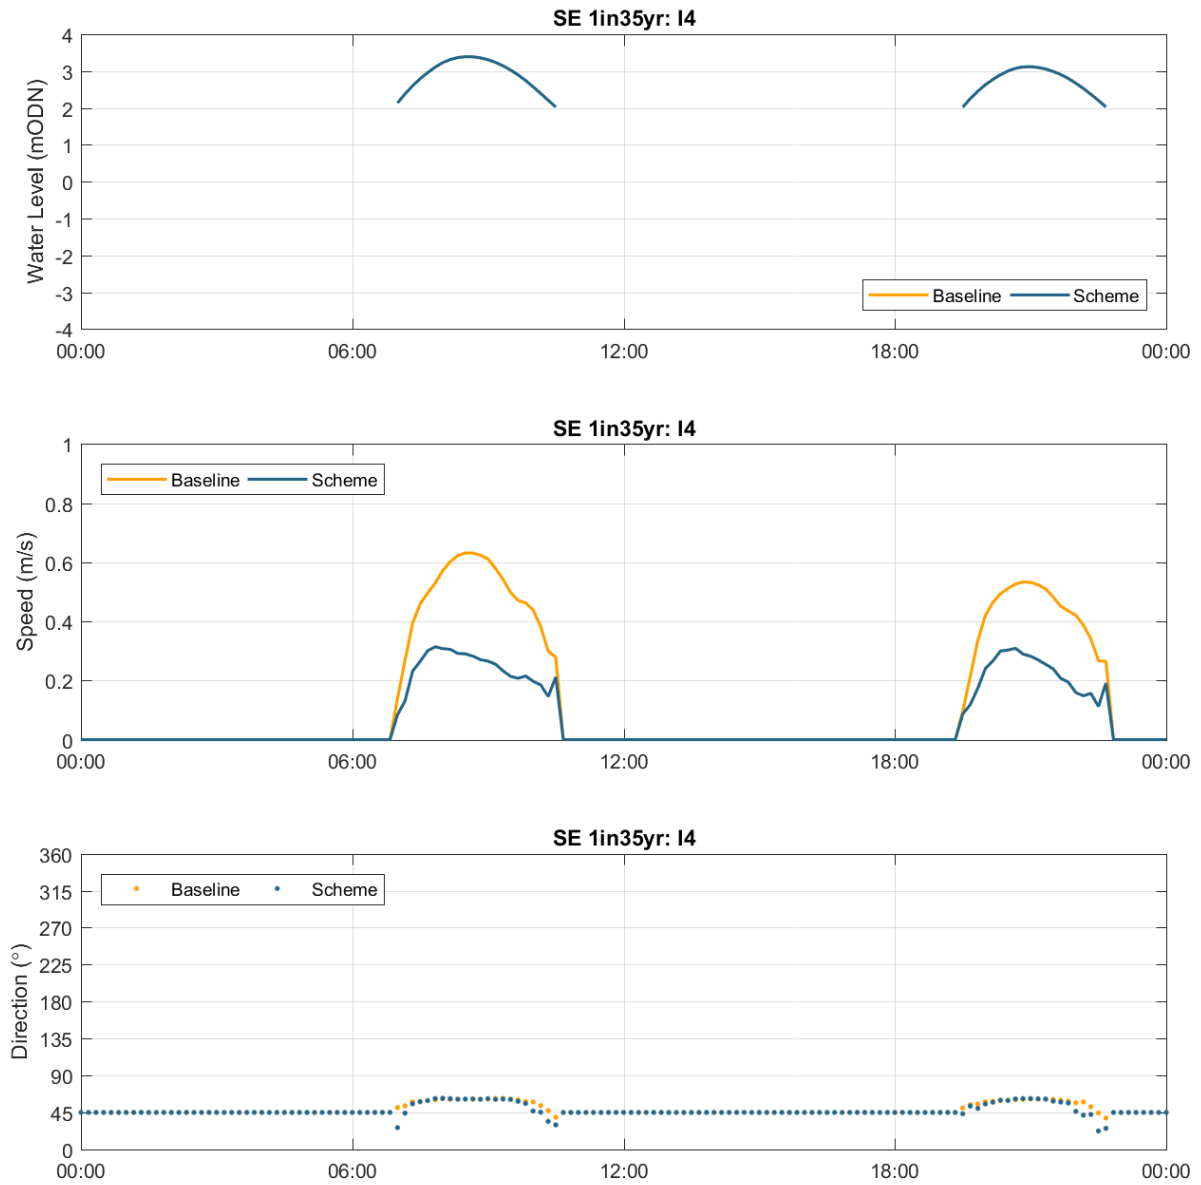 SE 1in35yr: I4
4
3
2
1
0
-1
-2
-3
-4
Water Level (mODN)
Baseline Scheme
00:00 06:00 12:00 18:00 00:00
SE 1in35yr: I4
1
0.8
0.6
0.4
0.2
0
Speed (m/s)
Baseline Scheme
00:00 06:00 12:00 18:00 00:00
SE 1in35yr: I4
360
315
270
225
180
135
90
45
0
Direction (°)
Baseline Scheme
00:00 06:00 12:00 18:00 00:00